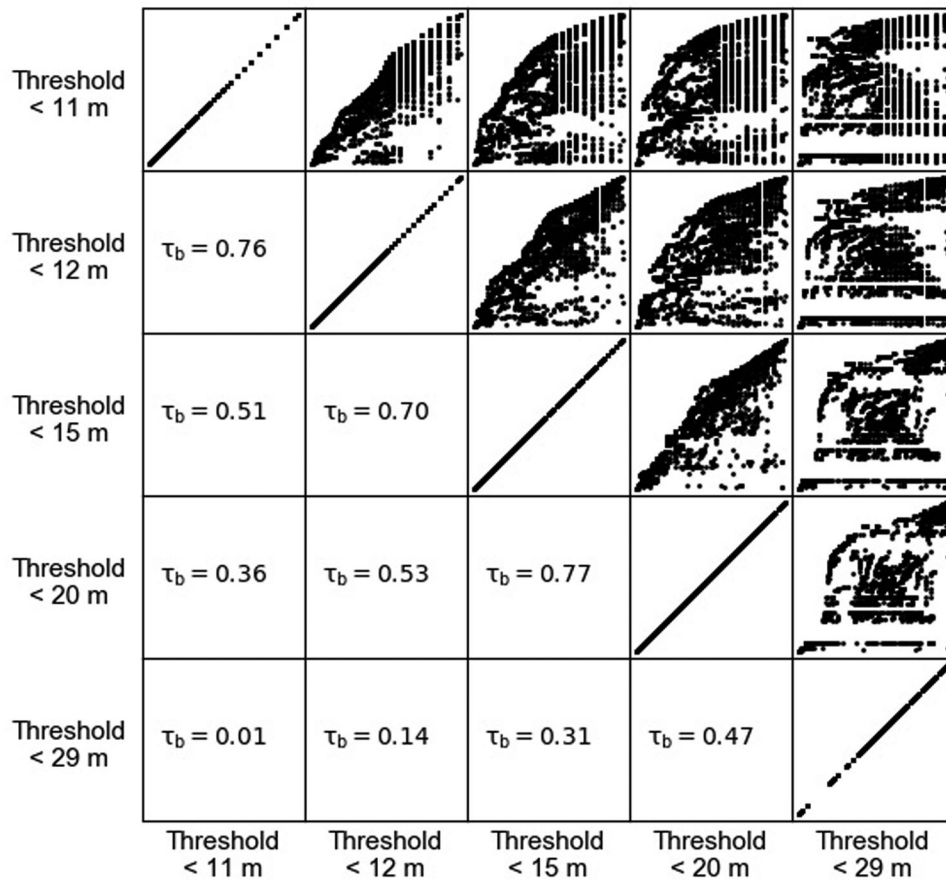 Threshold
< 11 m
Threshold
< 12 m
τb = 0.76
Threshold
< 15 m
τb = 0.51
τb = 0.70
Threshold
< 20 m
τb = 0.36
τb = 0.53
τb = 0.77
Threshold
< 29 m
τb = 0.01
τb = 0.14
τb = 0.31
τb = 0.47
Threshold
< 11 m
Threshold
< 12 m
Threshold
< 15 m
Threshold
< 20 m
Threshold
< 29 m